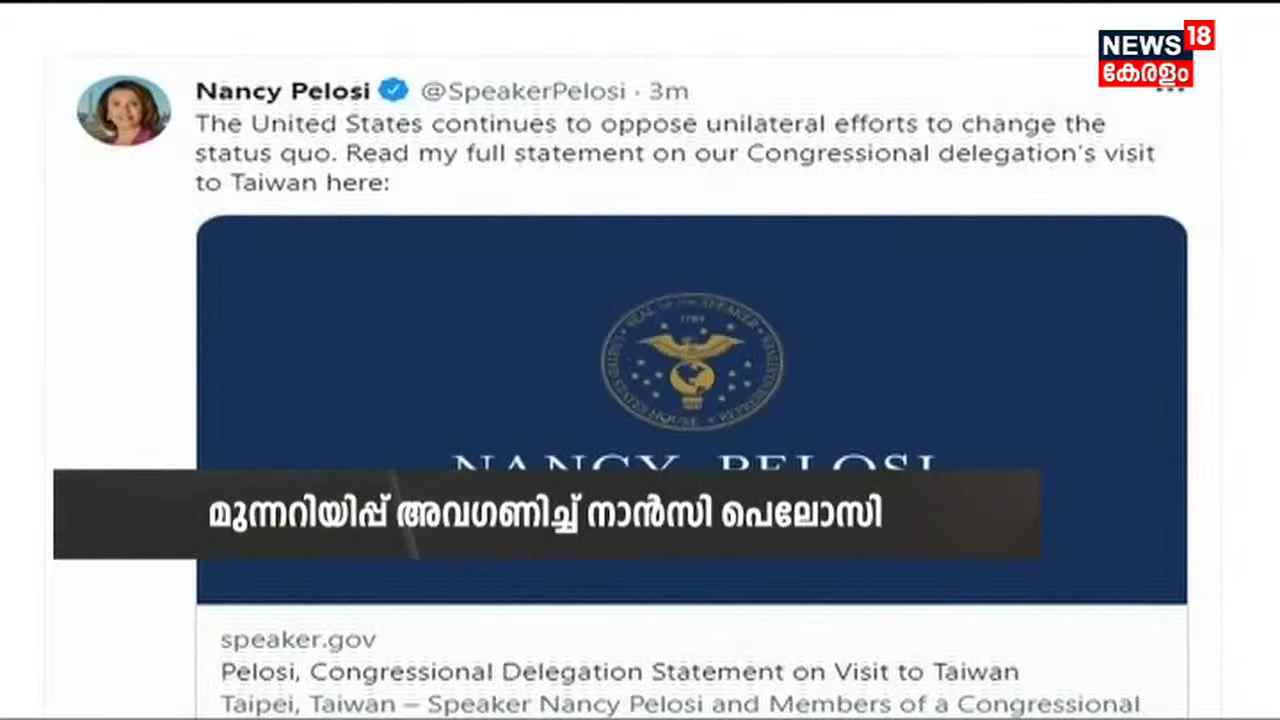 NEWS 18
കേരളം
Nancy Pelosi @SpeakerPelosi · 3m
The United States continues to oppose unilateral efforts to change the
status quo. Read my full statement on our Congressional delegation's visit
to Taiwan here:
NANCY PELOSI
മുന്നറിയിപ്പ് അവഗണിച്ച് നാൻസി പെലോസി
speaker.gov
Pelosi, Congressional Delegation Statement on Visit to Taiwan
Taipei, Taiwan – Speaker Nancy Pelosi and Members of a Congressional